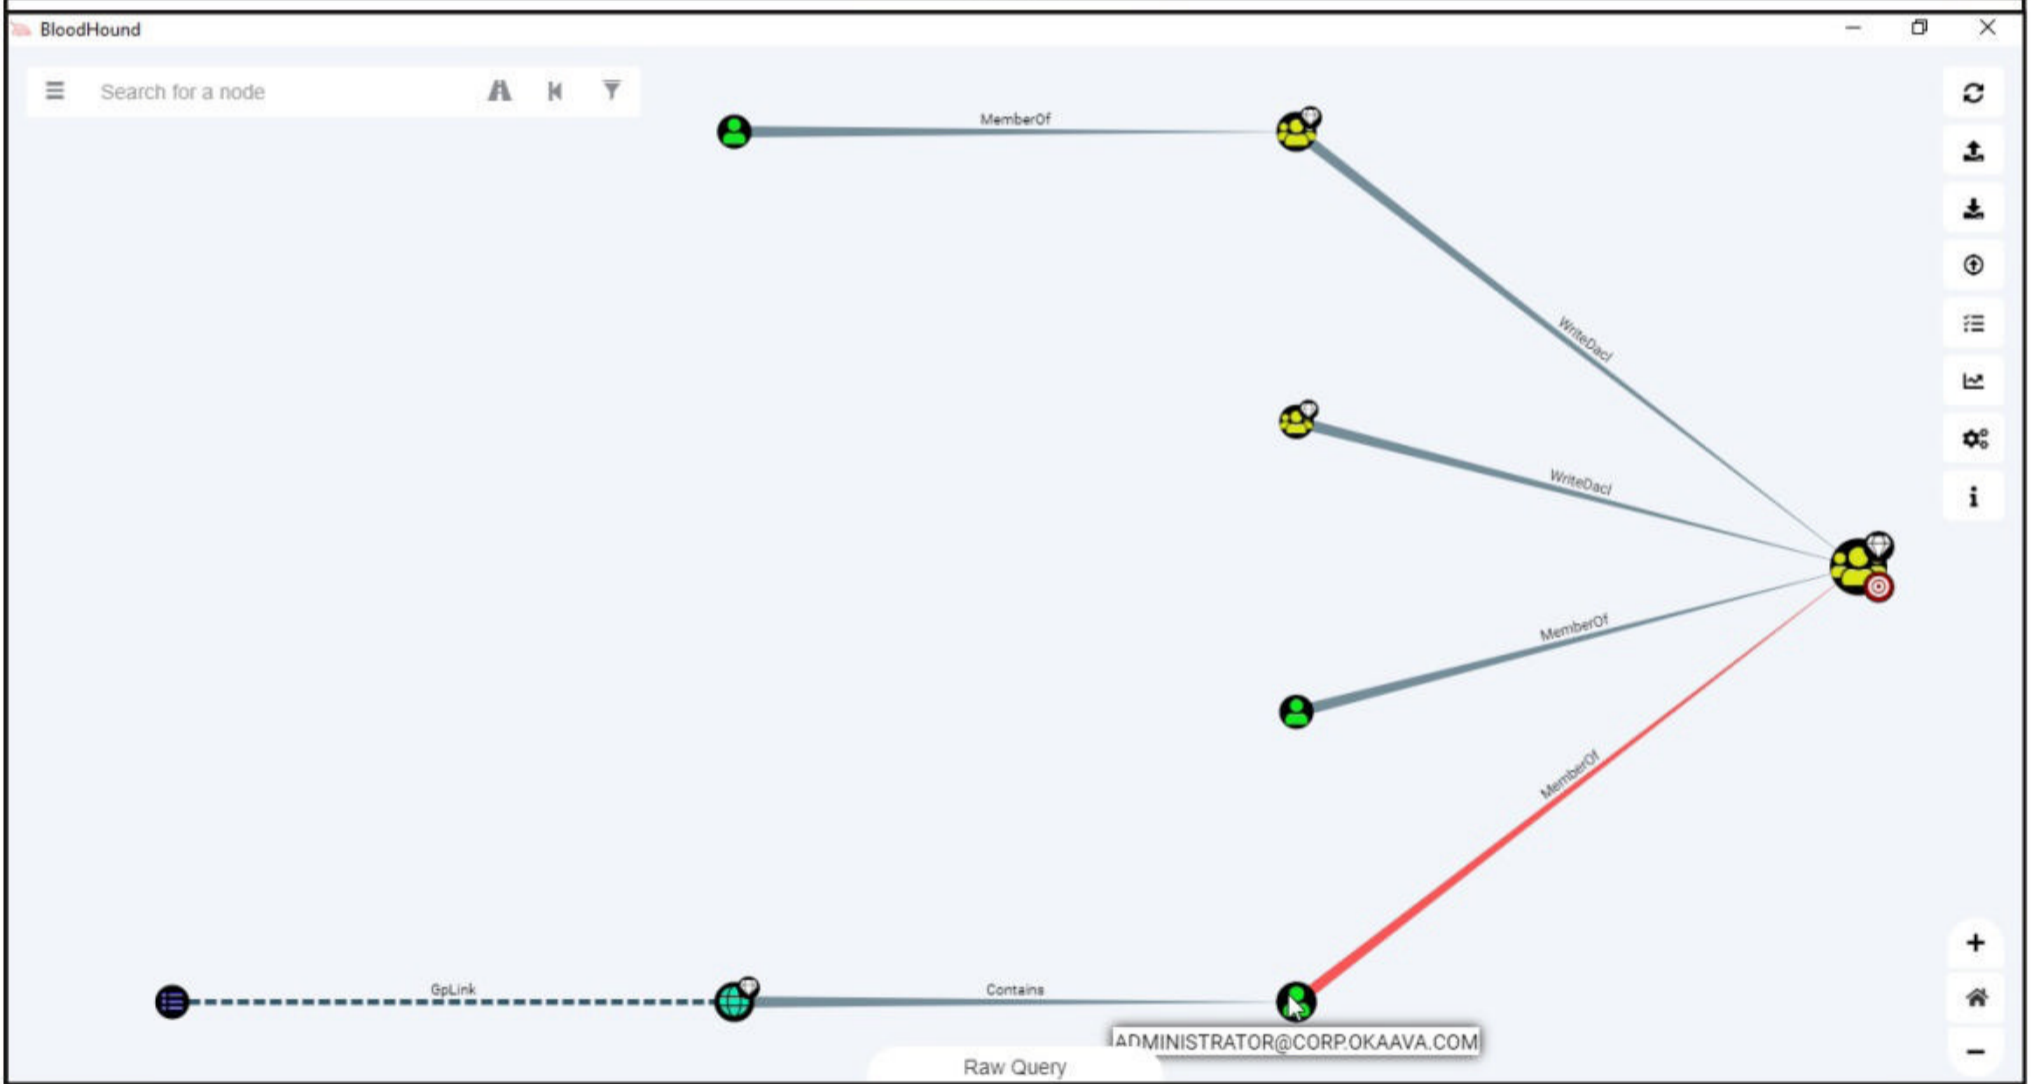 BloodHound
Search for a node
MemberOf
WriteDacl
WriteDacl
MemberOf
MemberOf
GpLink
Contains
ADMINISTRATOR@CORP.OKAAVA.COM
Raw Query